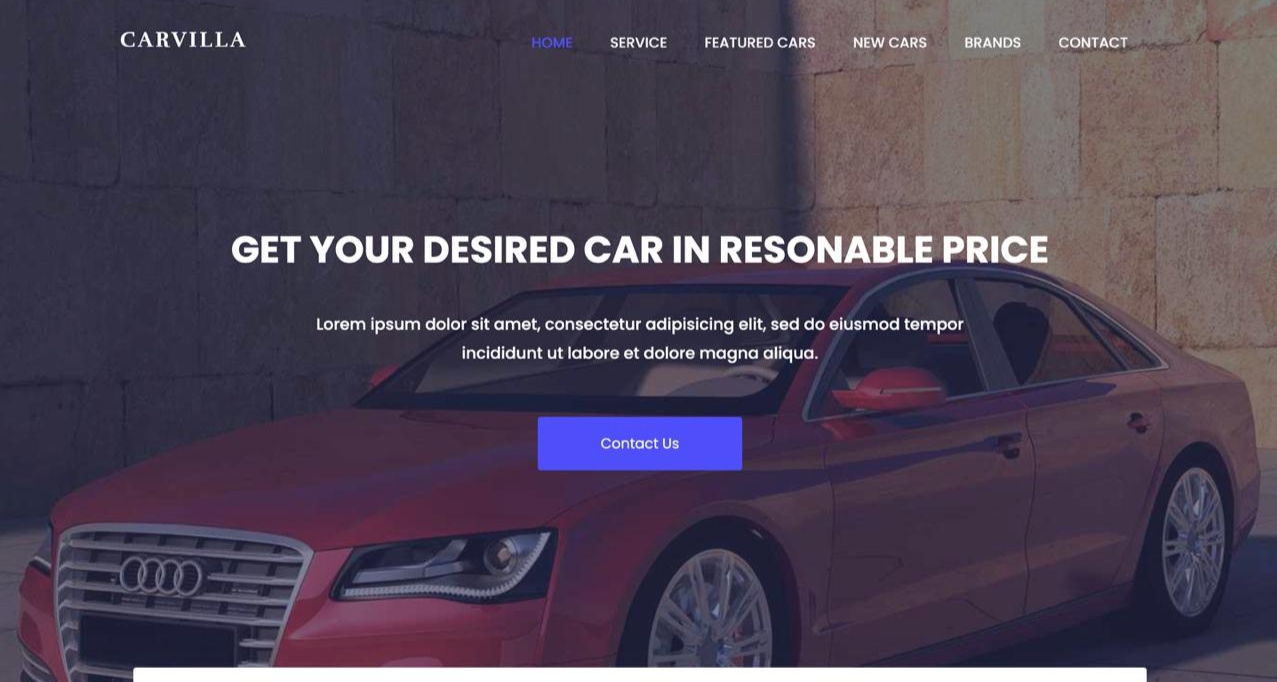 CARVILLA
HOME SERVICE FEATURED CARS NEW CARS BRANDS CONTACT
GET YOUR DESIRED CAR IN RESONABLE PRICE
Lorem ipsum dolor sit amet, consectetur adipisicing elit, sed do eiusmod tempor
incididunt ut labore et dolore magna aliqua.
Contact Us